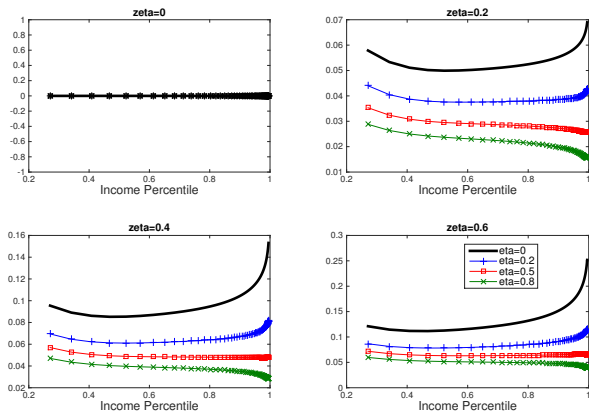 zeta=0
1
0.8
0.6
0.4
0.2
0
-0.2
-0.4
-0.6
-0.8
-1
0.2 0.4 0.6 0.8 1
Income Percentile
zeta=0.2
0.07
0.06
0.05
0.04
0.03
0.02
0.01
0.2 0.4 0.6 0.8 1
Income Percentile
zeta=0.4
0.16
0.14
0.12
0.1
0.08
0.06
0.04
0.02
0.2 0.4 0.6 0.8 1
Income Percentile
zeta=0.6
0.3
0.25
0.2
0.15
0.1
0.05
0
0.2 0.4 0.6 0.8 1
Income Percentile
eta=0
eta=0.2
eta=0.5
eta=0.8